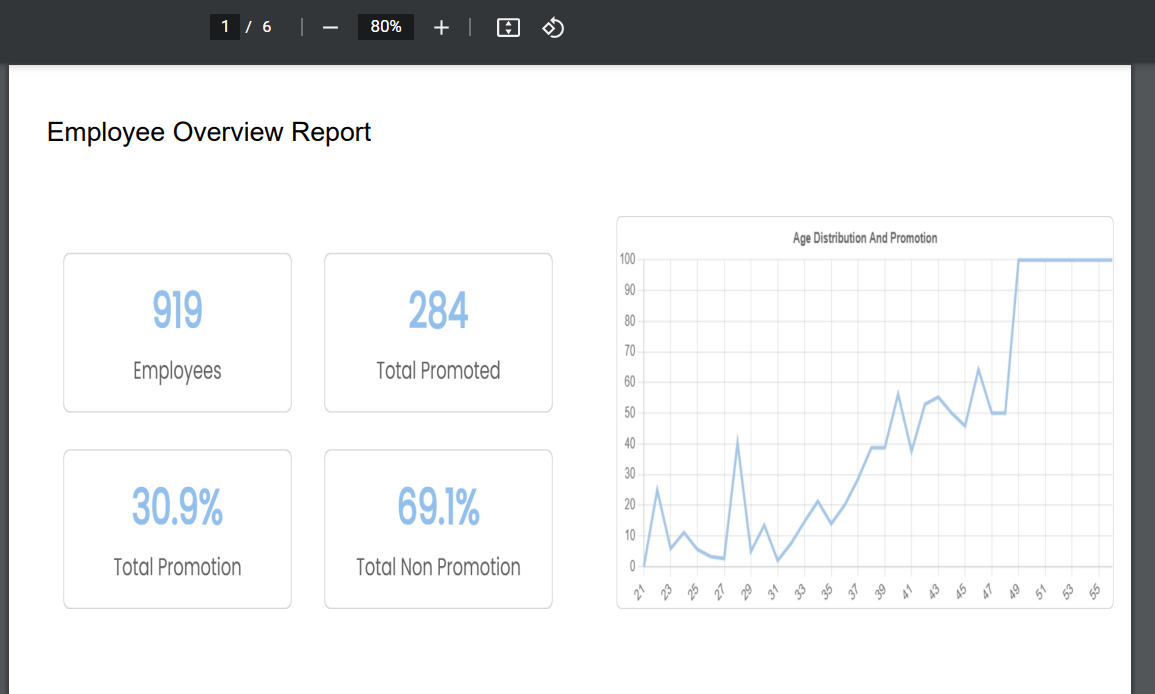 1 / 6 80%
Employee Overview Report
919
Employees
284
Total Promoted
30.9%
Total Promotion
69.1%
Total Non Promotion
Age Distribution And Promotion
100
90
80
70
60
50
40
30
20
10
0
21 23 25 27 29 31 33 35 37 39 41 43 45 47 49 51 53 55